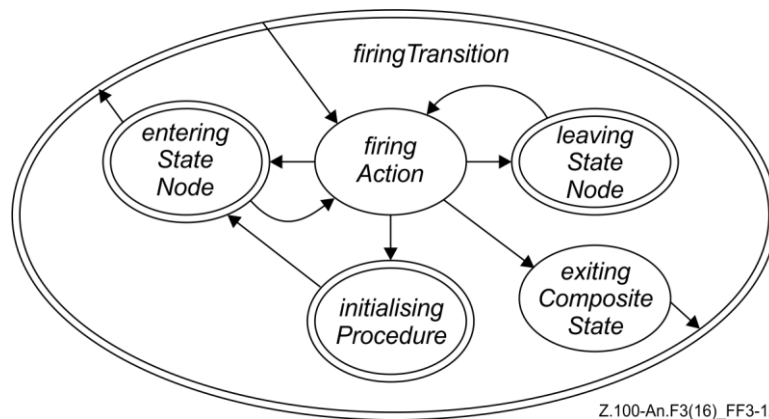 firingTransition
entering
State
Node
firing
Action
leaving
State
Node
initialising
Procedure
exiting
Composite
State
Z.100-An.F3(16)_FF3-1